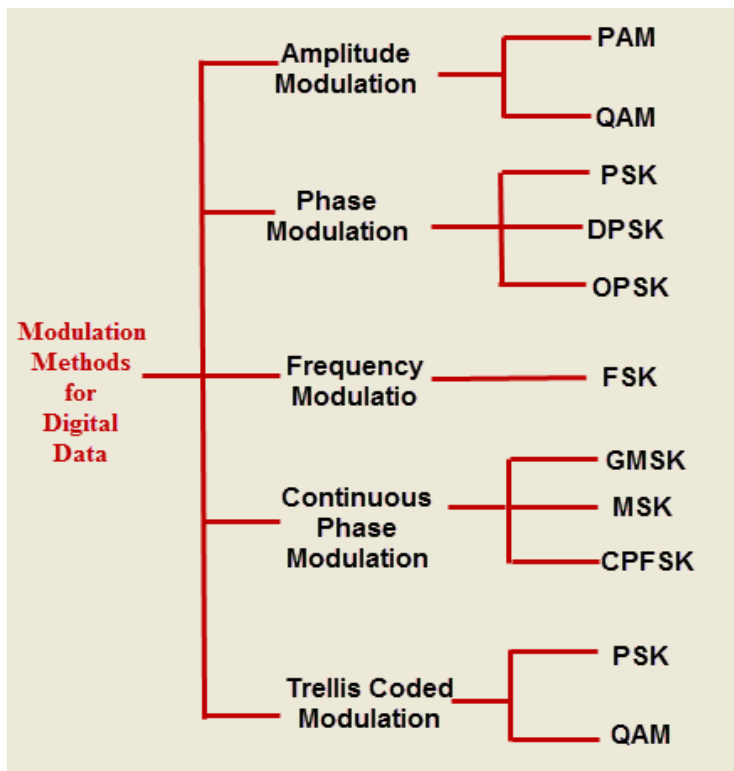 Amplitude
Modulation
PAM
QAM
Phase
Modulation
PSK
DPSK
OPSK
Modulation
Methods
for
Digital
Data
Frequency
Modulatio
FSK
Continuous
Phase
Modulation
GMSK
MSK
CPFSK
Trellis Coded
Modulation
PSK
QAM